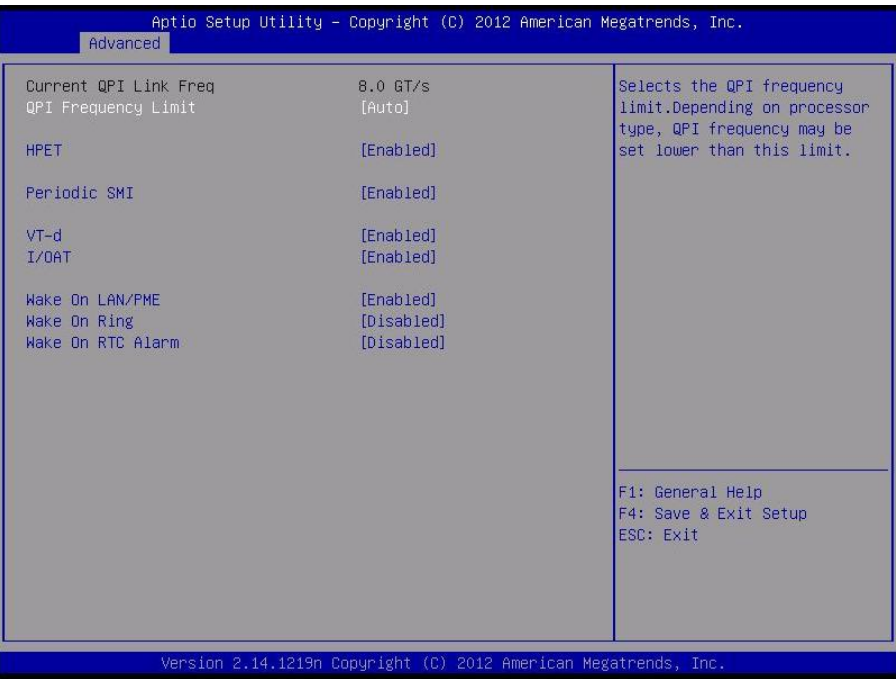 Aptio Setup Utility – Copyright (C) 2012 American Megatrends, Inc.
Advanced
Current QPI Link Freq 8.0 GT/s
QPI Frequency Limit [Auto]
HPET [Enabled]
Periodic SMI [Enabled]
VT-d [Enabled]
I/OAT [Enabled]
Wake On LAN/PME [Enabled]
Wake On Ring [Disabled]
Wake On RTC Alarm [Disabled]
Selects the QPI frequency
limit.Depending on processor
type, QPI frequency may be
set lower than this limit.
F1: General Help
F4: Save & Exit Setup
ESC: Exit
Version 2.14.1219n Copyright (C) 2012 American Megatrends, Inc.